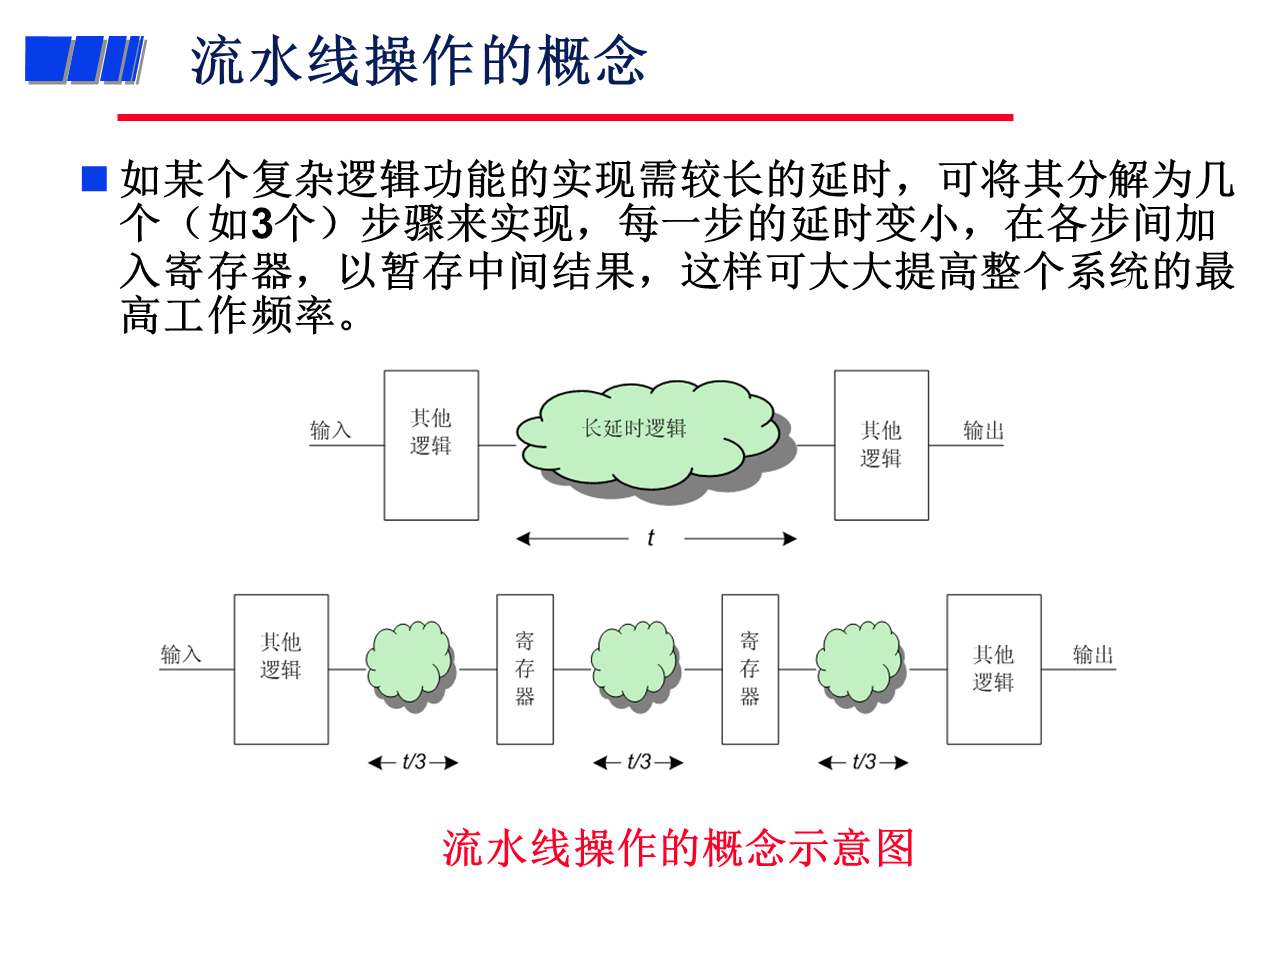 流水线操作的概念
如某个复杂逻辑功能的实现需较长的延时，可将其分解为几
个（如3个）步骤来实现，每一步的延时变小，在各步间加
入寄存器，以暂存中间结果，这样可大大提高整个系统的最
高工作频率。
输入
其他
逻辑
长延时逻辑
其他
逻辑
输出
t
输入
其他
逻辑
寄
存
器
寄
存
器
其他
逻辑
输出
t/3
t/3
t/3
流水线操作的概念示意图